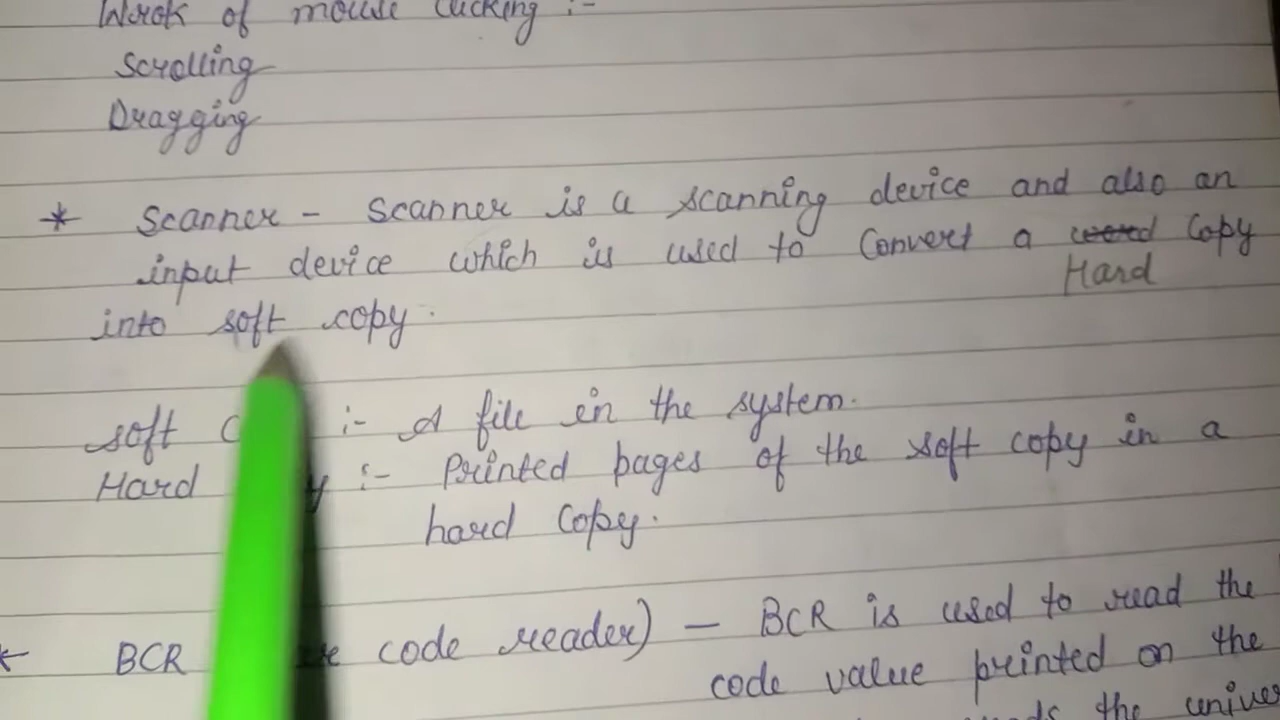 Work of mouse clicking :-
Scrolling
Dragging
* Scanner - Scanner is a scanning device and also an
input device which is used to Convert a Copy
Hard
into soft copy.
soft :- A file in the system.
Hard :- Printed pages of the soft copy in a
hard Copy.
* BCR code reader) - BCR is used to read the
code value printed on the
the